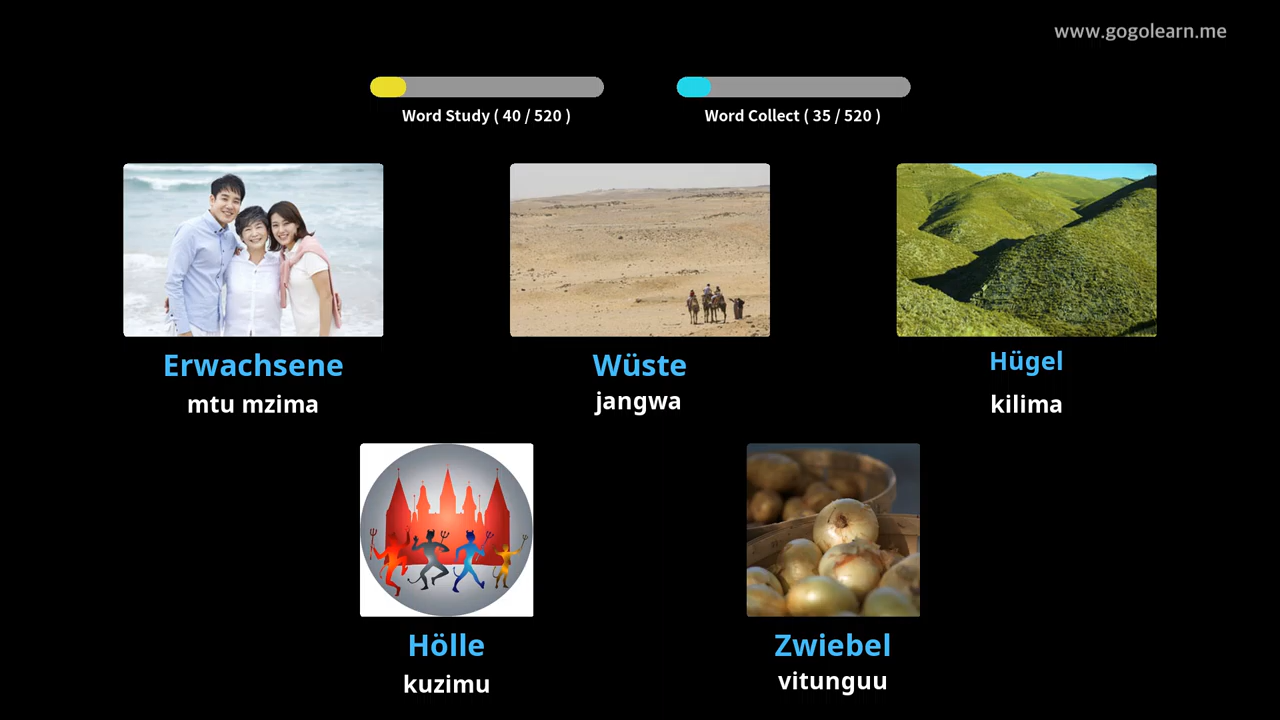 www.gogolearn.me
Word Study ( 40 / 520 )
Word Collect ( 35 / 520 )
Erwachsene
mtu mzima
Wüste
jangwa
Hügel
kilima
Hölle
kuzimu
Zwiebel
vitunguu